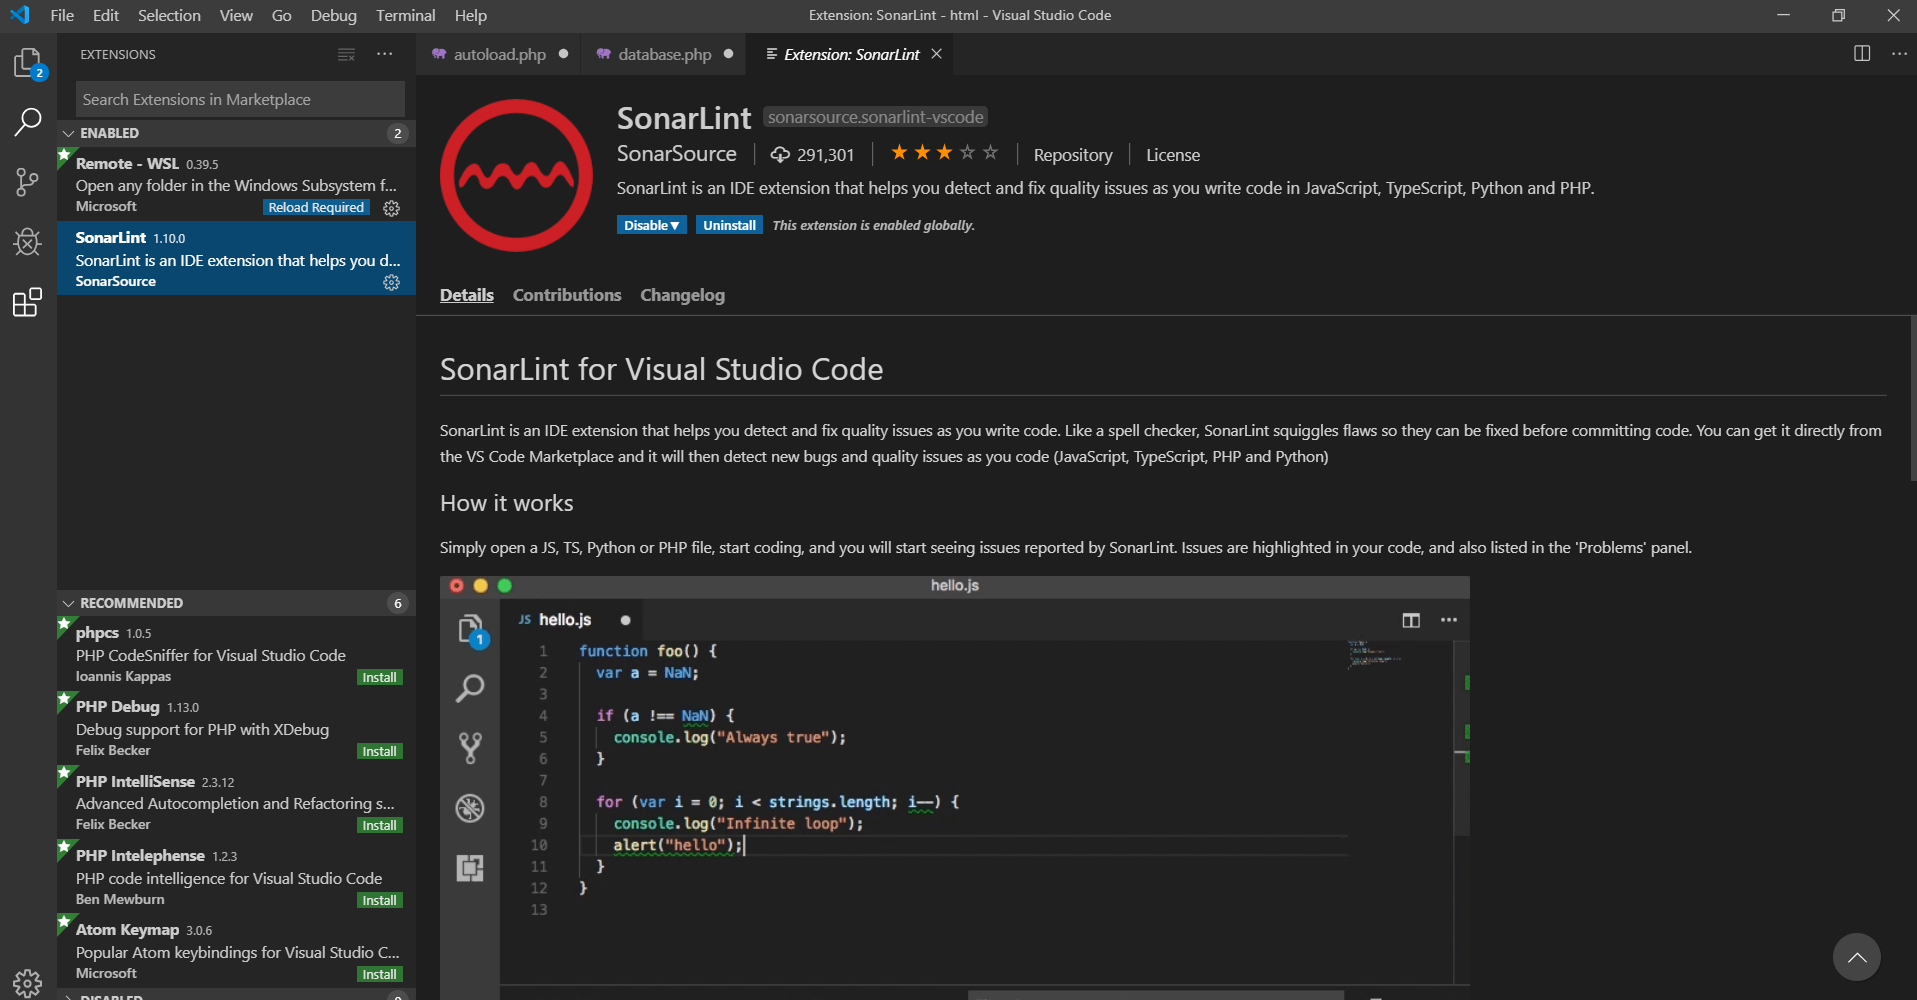 File Edit Selection View Go Debug Terminal Help
Extension: SonarLint - html - Visual Studio Code
EXTENSIONS
2
Search Extensions in Marketplace
ENABLED 2
Remote - WSL 0.39.5
Open any folder in the Windows Subsystem f...
Microsoft Reload Required
SonarLint 1.10.0
SonarLint is an IDE extension that helps you d...
SonarSource
RECOMMENDED 6
phpcs 1.0.5
PHP CodeSniffer for Visual Studio Code
Ioannis Kappas Install
PHP Debug 1.13.0
Debug support for PHP with XDebug
Felix Becker Install
PHP IntelliSense 2.3.12
Advanced Autocompletion and Refactoring s...
Felix Becker Install
PHP Intelephense 1.2.3
PHP code intelligence for Visual Studio Code
Ben Mewburn Install
Atom Keymap 3.0.6
Popular Atom keybindings for Visual Studio C...
Microsoft Install
DISABLED
autoload.php database.php Extension: SonarLint
SonarLint sonarsource.sonarlint-vscode
SonarSource 291,301 Repository License
SonarLint is an IDE extension that helps you detect and fix quality issues as you write code in JavaScript, TypeScript, Python and PHP.
Disable Uninstall This extension is enabled globally.
Details Contributions Changelog
SonarLint for Visual Studio Code
SonarLint is an IDE extension that helps you detect and fix quality issues as you write code. Like a spell checker, SonarLint squiggles flaws so they can be fixed before committing code. You can get it directly from
the VS Code Marketplace and it will then detect new bugs and quality issues as you code (JavaScript, TypeScript, PHP and Python)
How it works
Simply open a JS, TS, Python or PHP file, start coding, and you will start seeing issues reported by SonarLint. Issues are highlighted in your code, and also listed in the 'Problems' panel.
hello.js
1
JS hello.js
1 function foo() {
2 var a = NaN;
3
4 if (a !== NaN) {
5 console.log("Always true");
6 }
7
8 for (var i = 0; i < strings.length; i--) {
9 console.log("Infinite loop");
10 alert("hello");
11 }
12 }
13